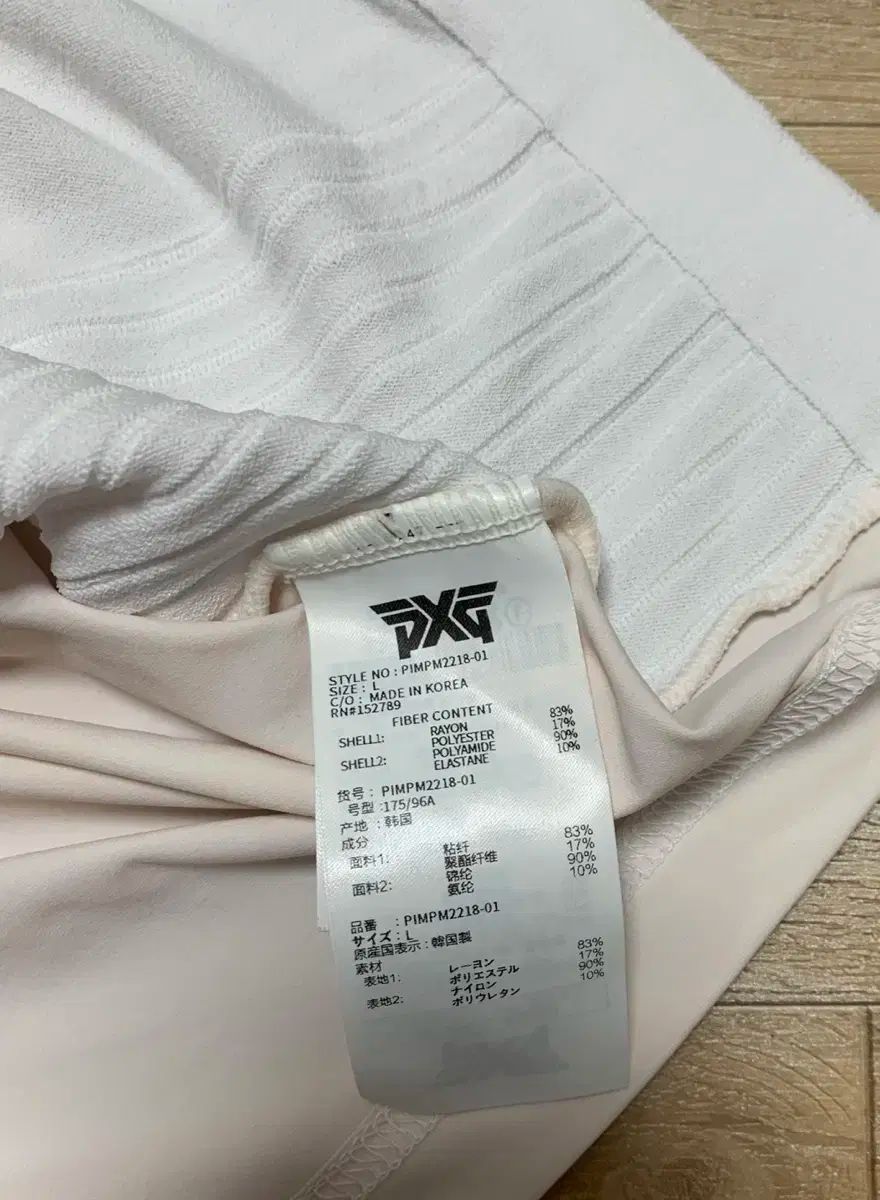 PXG
STYLE NO : PIMPM2218-01
SIZE : L
C/O : MADE IN KOREA
RN#152789
FIBER CONTENT
SHELL1: RAYON 83%
POLYESTER 17%
SHELL2: POLYAMIDE 90%
ELASTANE 10%
货号 : PIMPM2218-01
号型 :175/96A
产地 : 韩国
成分
面料1: 粘纤 83%
聚酯纤维 17%
面料2: 锦纶 90%
氨纶 10%
品番 : PIMPM2218-01
サイズ : L
原産国表示 : 韓国製
素材
表地1: レーヨン 83%
ポリエステル 17%
表地2: ナイロン 90%
ポリウレタン 10%